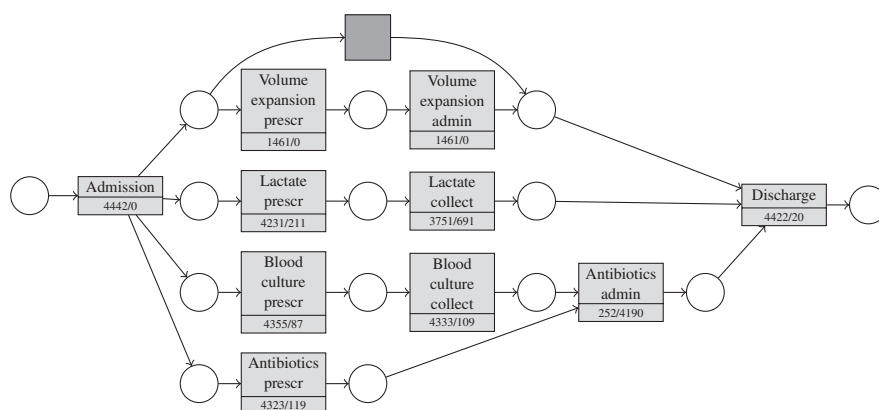 Volume
expansion
prescr
1461/0
Volume
expansion
admin
1461/0
Admission
4442/0
Lactate
prescr
4231/211
Lactate
collect
3751/691
Discharge
4422/20
Blood
culture
prescr
4355/87
Blood
culture
collect
4333/109
Antibiotics
admin
252/4190
Antibiotics
prescr
4323/119